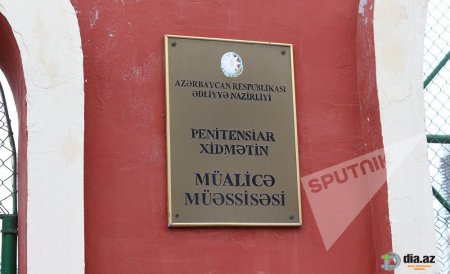 AZƏRBAYCAN RESPUBLİKASI
ƏDLİYYƏ NAZİRLİYİ
PENİTENSİAR
XİDMƏTİN
MÜALİCƏ
MÜƏSSİSƏSİ
SPUTNIK
dia.az